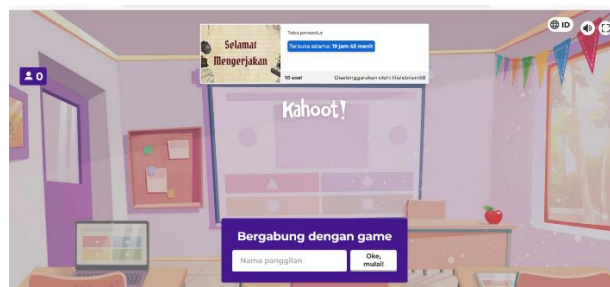 Selamat
Mengerjakan
Teks prosedur
Terbuka selama: 19 jam 43 menit
10 soal
Diselenggarakan oleh:
ID
0
Kahoot!
Bergabung dengan game
Nama panggilan
Oke,
mulai!